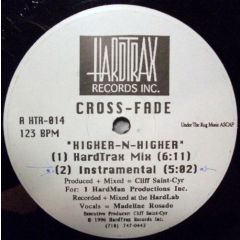 HARDTRAX
RECORDS INC.
CROSS-FADE
A HTR-014
123 BPM
Under The Rug Music ASCAP
"HIGHER-N-HIGHER"
(1) HardTrax Mix (6:11)
(2) Instramental (5:02)
Produced + Mixed = Cliff Saint-Cyr
For: 1 HardMan Productions Inc.
Recorded + Mixed at the HardLab
Vocals = Madeline Rosado
Executive Producer: Cliff Saint-Cyr
© 1996 HardTrax Records Inc.
(718) 747-0443